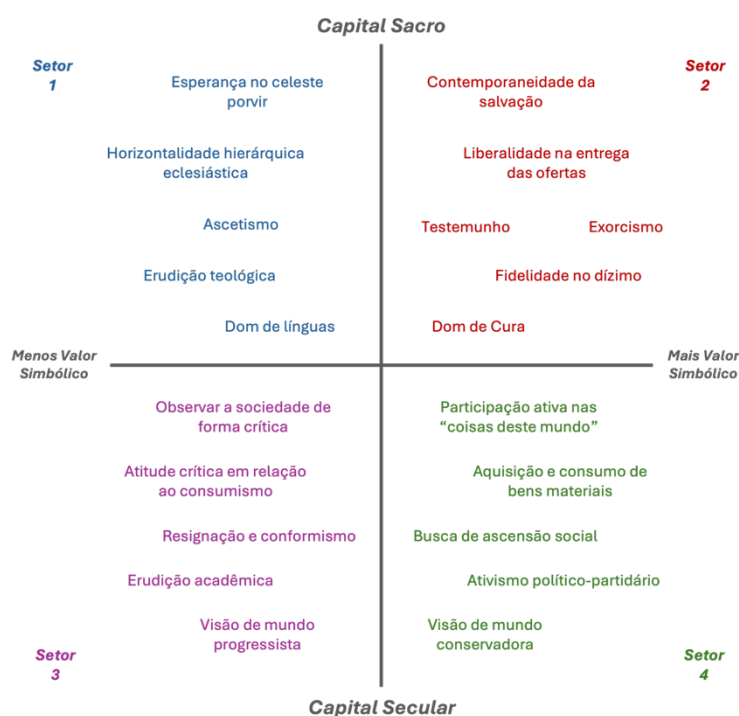 Capital Sacro
Setor
1
Esperança no celeste
porvir
Horizontalidade hierárquica
eclesiástica
Ascetismo
Erudição teológica
Dom de línguas
Setor
2
Contemporaneidade da
salvação
Liberalidade na entrega
das ofertas
Testemunho
Exorcismo
Fidelidade no dízimo
Dom de Cura
Menos Valor
Simbólico
Mais Valor
Simbólico
Observar a sociedade de
forma crítica
Atitude crítica em relação
ao consumismo
Resignação e conformismo
Erudição acadêmica
Visão de mundo
progressista
Setor
3
Participação ativa nas
“coisas deste mundo”
Aquisição e consumo de
bens materiais
Busca de ascensão social
Ativismo político-partidário
Visão de mundo
conservadora
Setor
4
Capital Secular